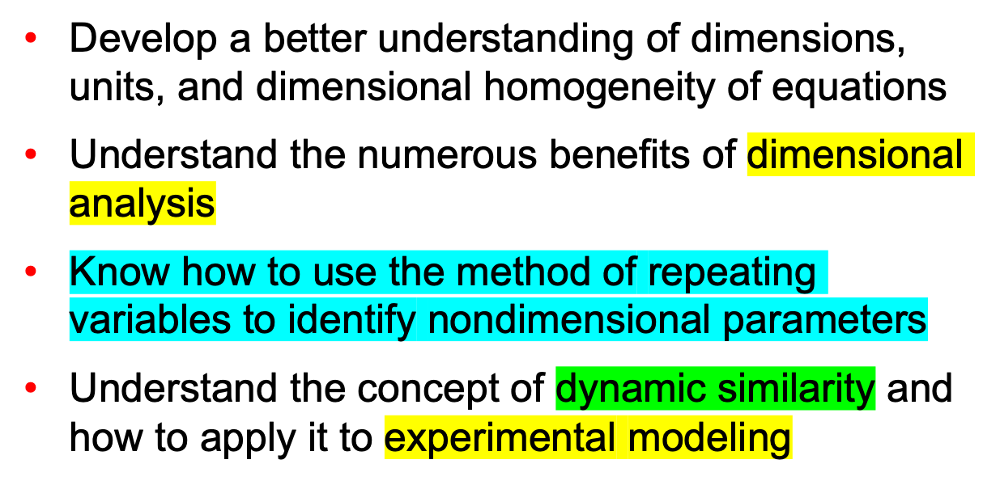 • Develop a better understanding of dimensions,
units, and dimensional homogeneity of equations
• Understand the numerous benefits of dimensional
analysis
• Know how to use the method of repeating
variables to identify nondimensional parameters
• Understand the concept of dynamic similarity and
how to apply it to experimental modeling